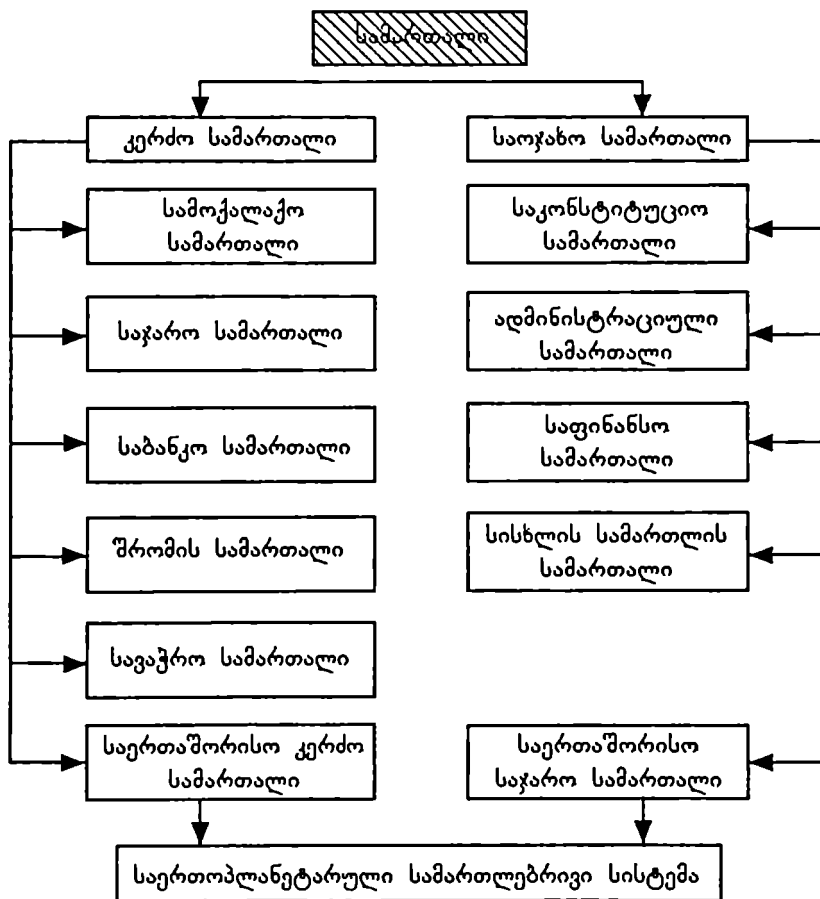 სამართალი
კერძო სამართალი
საოჯახო სამართალი
სამოქალაქო
სამართალი
საკონსტიტუციო
სამართალი
საჯარო სამართალი
ადმინისტრაციული
სამართალი
საბანკო სამართალი
საფინანსო
სამართალი
შრომის სამართალი
სისხლის სამართლის
სამართალი
სავაჭრო სამართალი
საერთაშორისო კერძო
სამართალი
საერთაშორისო
საჯარო სამართალი
საერთოპლანეტარული სამართლებრივი სისტემა